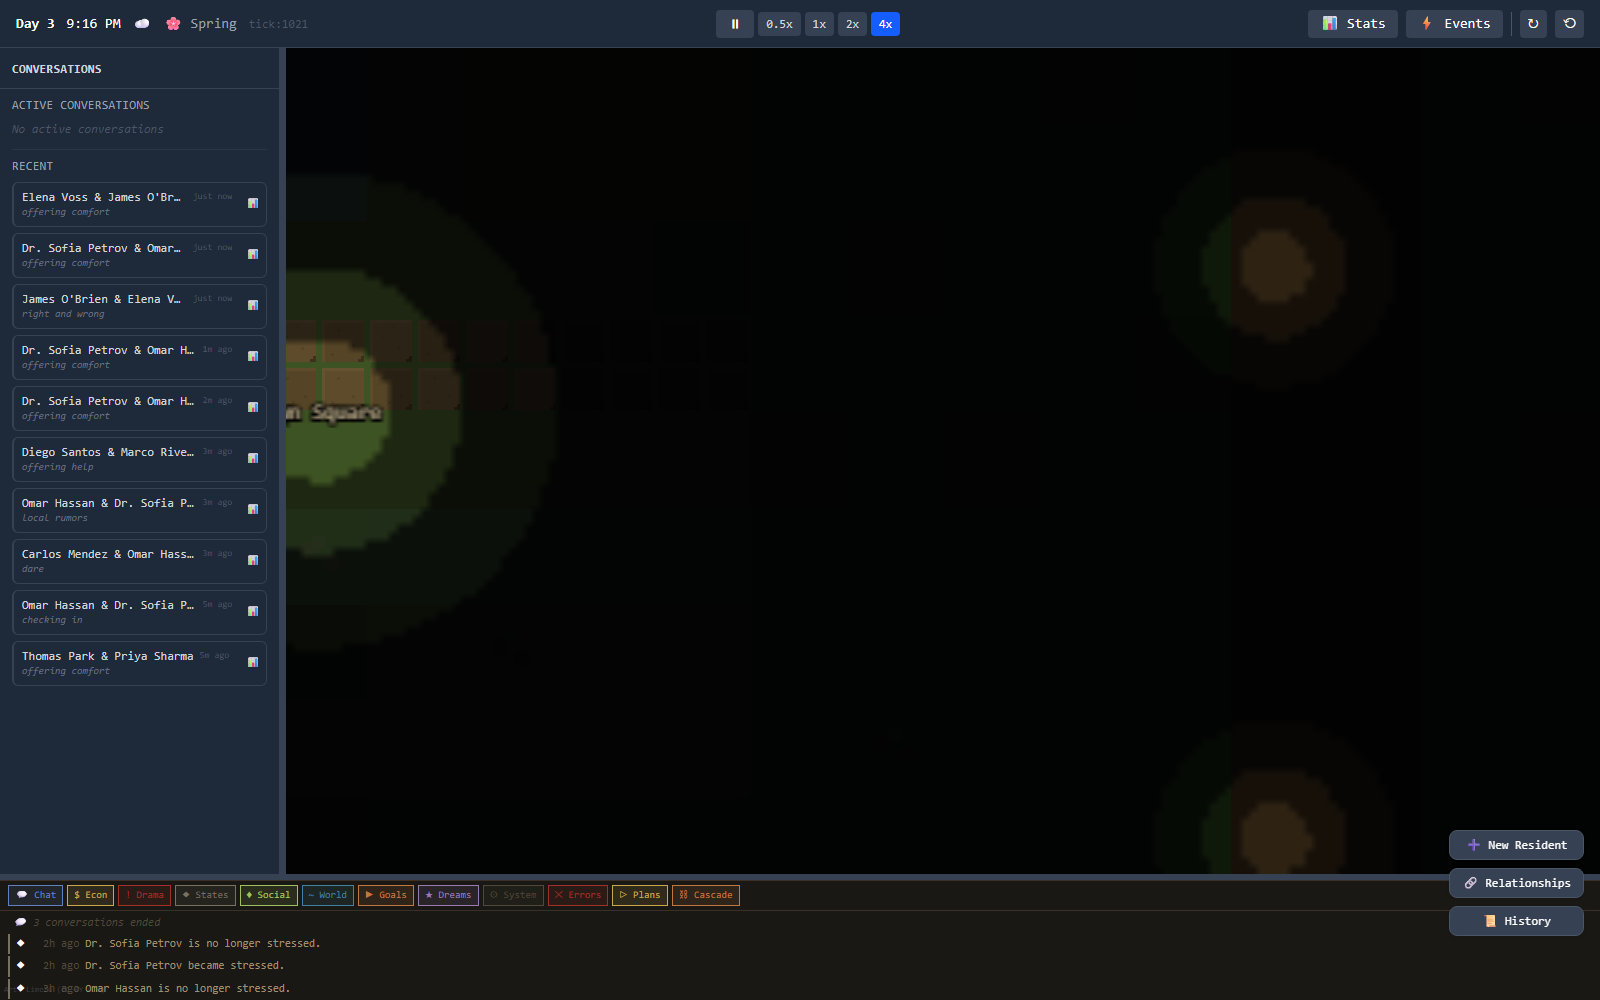 Day 3 9:16 PM Spring tick:1021
0.5x 1x 2x 4x
Stats Events
CONVERSATIONS
ACTIVE CONVERSATIONS
No active conversations
RECENT
Elena Voss & James O'Br… just now
offering comfort
Dr. Sofia Petrov & Omar… just now
offering comfort
James O'Brien & Elena V… just now
right and wrong
Dr. Sofia Petrov & Omar H… 1m ago
offering comfort
Dr. Sofia Petrov & Omar H… 2m ago
offering comfort
Diego Santos & Marco Rive… 3m ago
offering help
Omar Hassan & Dr. Sofia P… 3m ago
local rumors
Carlos Mendez & Omar Hass… 3m ago
dare
Omar Hassan & Dr. Sofia P… 5m ago
checking in
Thomas Park & Priya Sharma 5m ago
offering comfort
Square
New Resident
Relationships
History
Chat $ Econ ! Drama States Social ~ World Goals Dreams System Errors Plans Cascade
3 conversations ended
2h ago Dr. Sofia Petrov is no longer stressed.
2h ago Dr. Sofia Petrov became stressed.
3h ago Omar Hassan is no longer stressed.